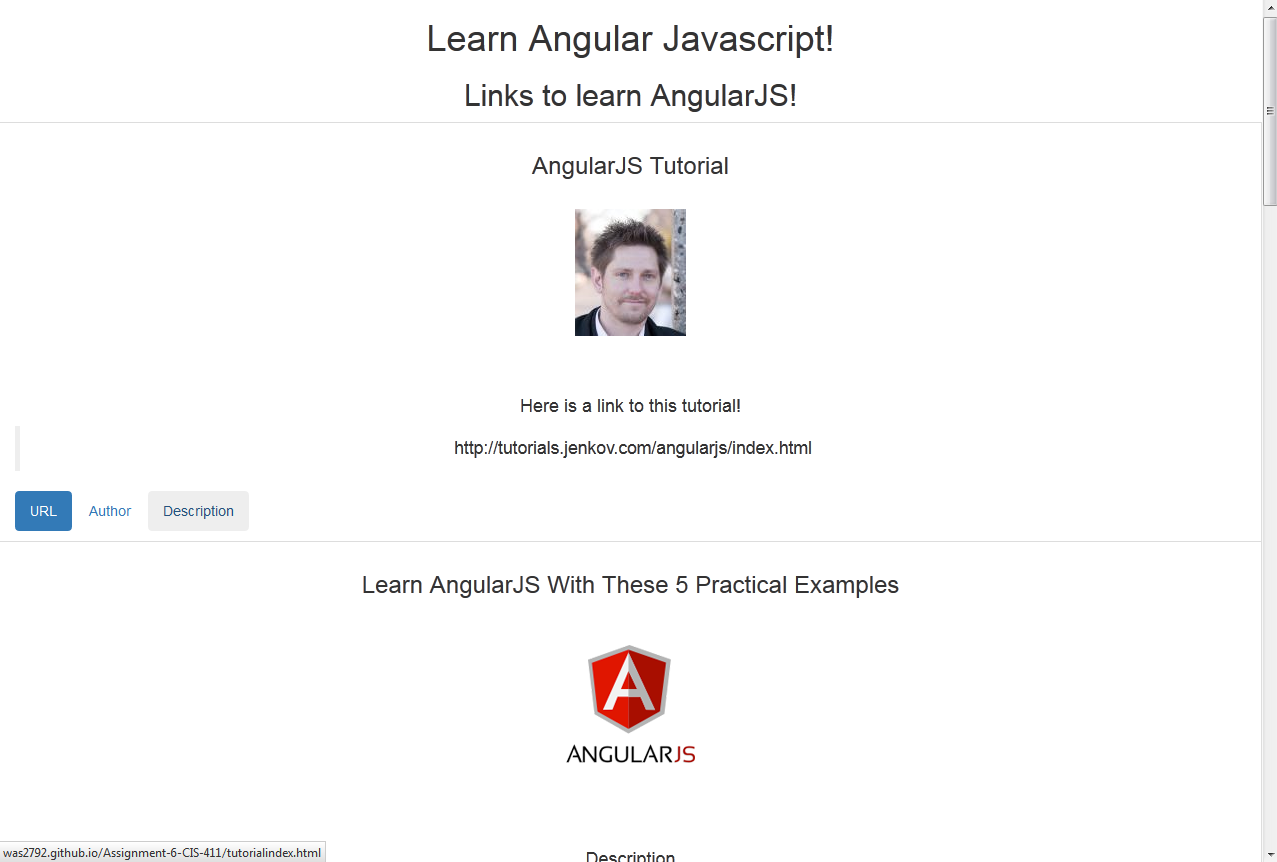 Learn Angular Javascript!
Links to learn AngularJS!
AngularJS Tutorial
Here is a link to this tutorial!
http://tutorials.jenkov.com/angularjs/index.html
URL Author Description
Learn AngularJS With These 5 Practical Examples
A
ANGULARJS
Description
was2792.github.io/Assignment-6-CIS-411/tutorialindex.html